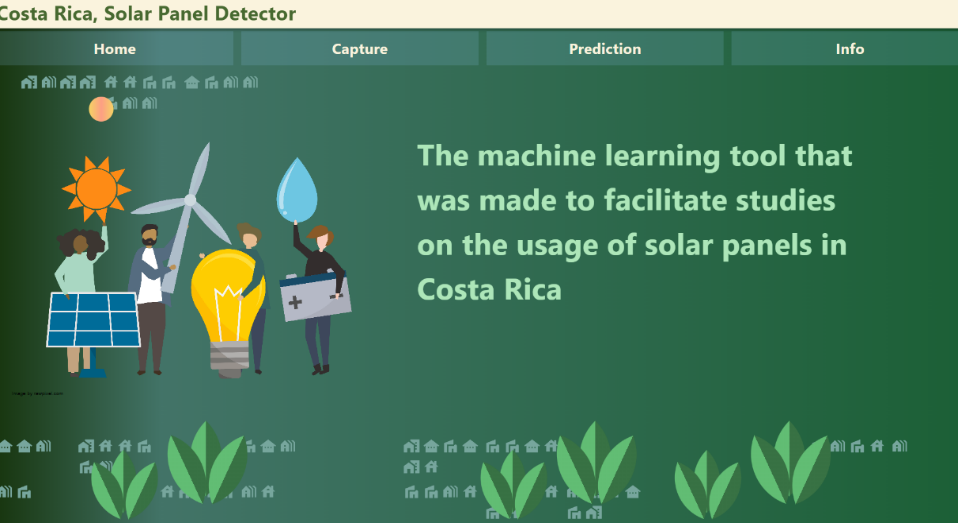 Costa Rica, Solar Panel Detector
Home Capture Prediction Info
The machine learning tool that
was made to facilitate studies
on the usage of solar panels in
Costa Rica